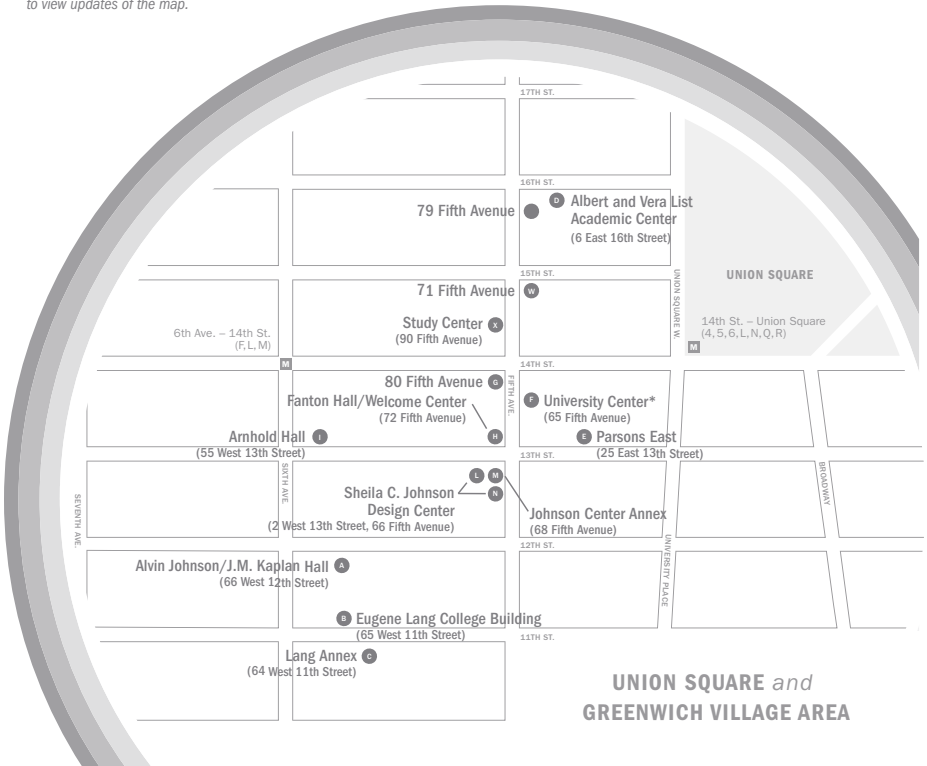 to view updates of the map.
17TH ST.
16TH ST.
D
Albert and Vera List
Academic Center
(6 East 16th Street)
79 Fifth Avenue
15TH ST.
71 Fifth Avenue
W
UNION SQUARE W.
UNION SQUARE
Study Center
(90 Fifth Avenue)
X
14th St. – Union Square
(4,5,6,L,N,Q,R)
M
6th Ave. – 14th St.
(F,L,M)
M
14TH ST.
80 Fifth Avenue
G
FIFTH AVE.
Fanton Hall/Welcome Center
(72 Fifth Avenue)
H
F
University Center*
(65 Fifth Avenue)
Arnhold Hall
(55 West 13th Street)
I
E
Parsons East
(25 East 13th Street)
13TH ST.
SEVENTH AVE.
SIXTH AVE.
L
M
N
Sheila C. Johnson
Design Center
(2 West 13th Street, 66 Fifth Avenue)
Johnson Center Annex
(68 Fifth Avenue)
BROADWAY
12TH ST.
UNIVERSITY PLACE
Alvin Johnson/J.M. Kaplan Hall
(66 West 12th Street)
A
B
Eugene Lang College Building
(65 West 11th Street)
11TH ST.
Lang Annex
(64 West 11th Street)
C
UNION SQUARE and
GREENWICH VILLAGE AREA